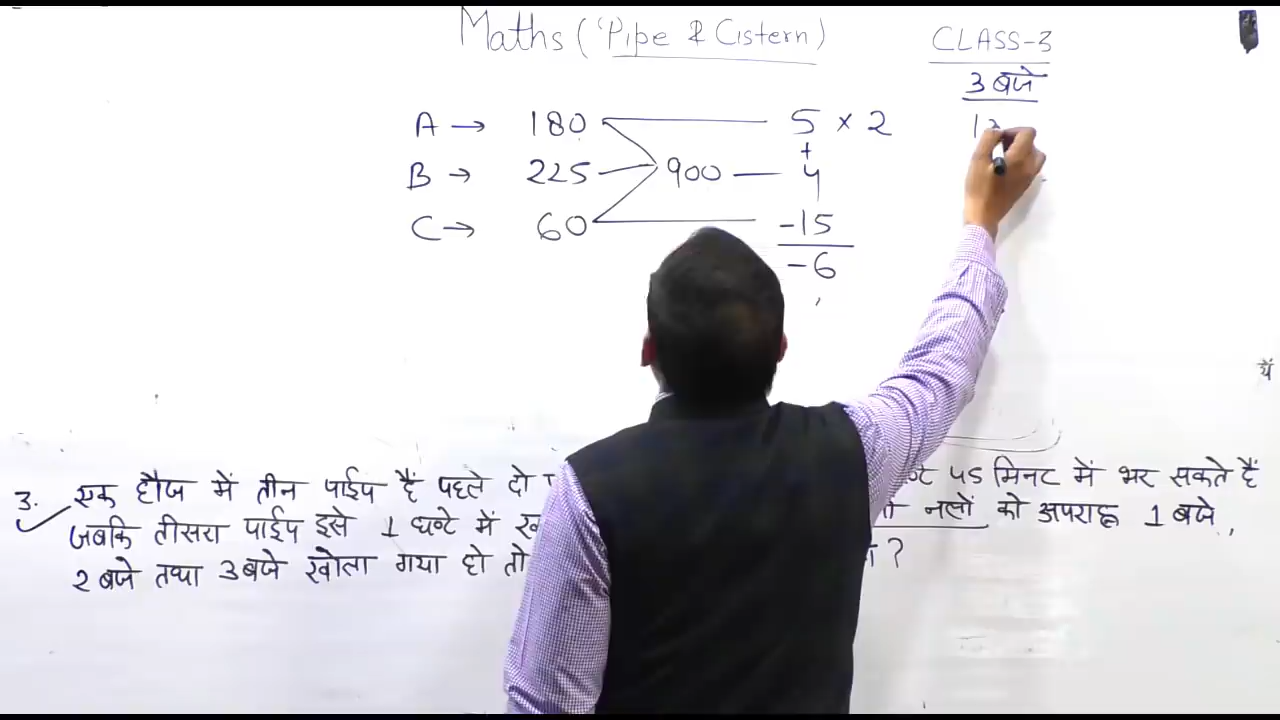 Maths ('Pipe & Cistern)
CLASS-3
3 बजे
A → 180 5 × 2
+
B → 225 900 4
C → 60 -15
-6
यें
3. एक हौज में तीन पाईप हैं पहले दो 45 मिनट में भर सकते हैं
जबकि तीसरा पाईप इसे 1 घण्टे में नलों को अपराह्न 1 बजे,
2 बजे तथा 3 बजे खोला गया हो तो ?